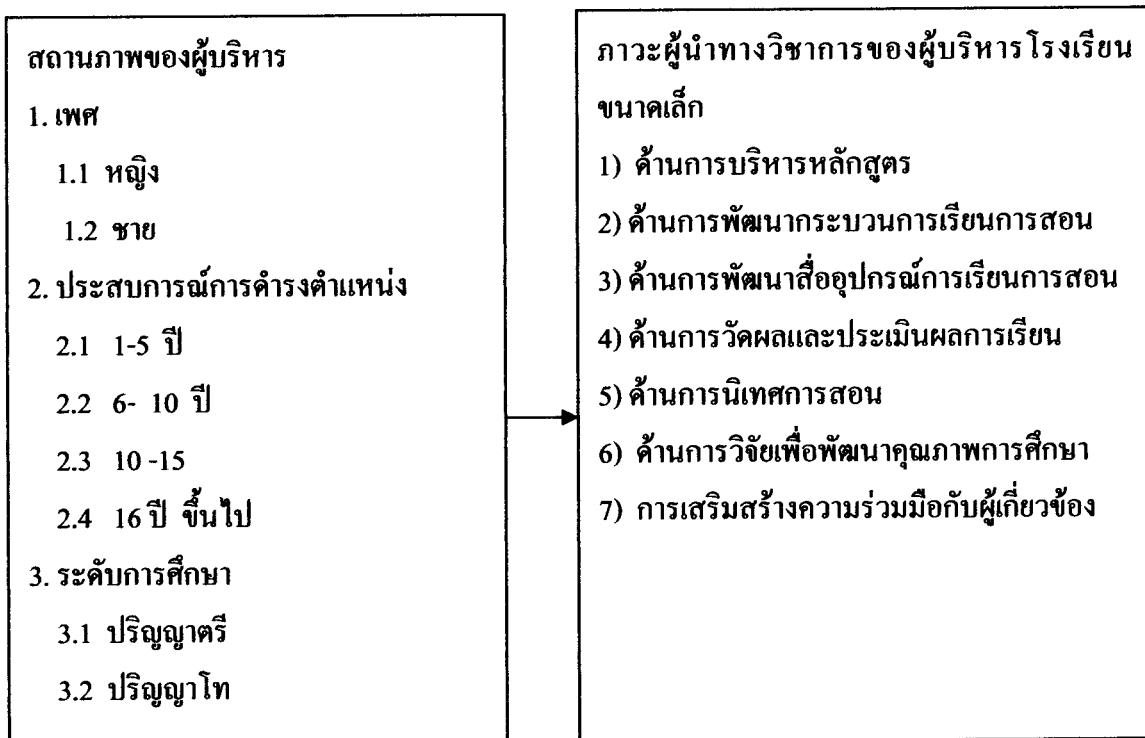 สถานภาพของผู้บริหาร
1. เพศ
1.1 หญิง
1.2 ชาย
2. ประสบการณ์การดำรงตำแหน่ง
2.1 1-5 ปี
2.2 6- 10 ปี
2.3 10 -15
2.4 16 ปี ขึ้นไป
3. ระดับการศึกษา
3.1 ปริญญาตรี
3.2 ปริญญาโท
ภาวะผู้นำทางวิชาการของผู้บริหารโรงเรียน
ขนาดเล็ก
1) ด้านการบริหารหลักสูตร
2) ด้านการพัฒนากระบวนการเรียนการสอน
3) ด้านการพัฒนาสื่ออุปกรณ์การเรียนการสอน
4) ด้านการวัดผลและประเมินผลการเรียน
5) ด้านการนิเทศการสอน
6) ด้านการวิจัยเพื่อพัฒนาคุณภาพการศึกษา
7) การเสริมสร้างความร่วมมือกับผู้เกี่ยวข้อง